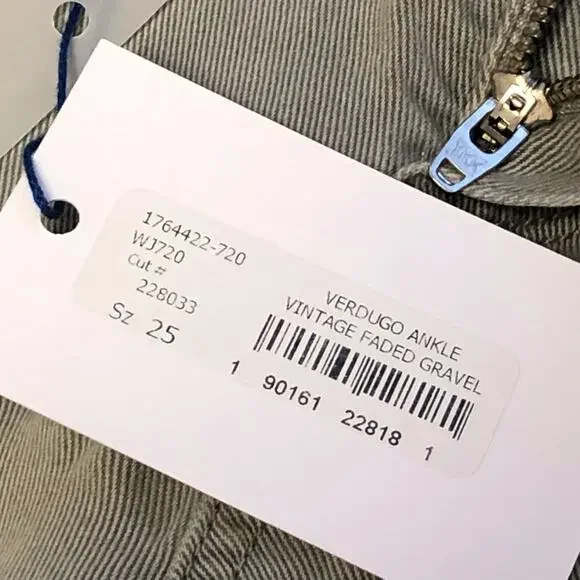 1764422-720
WJ720
Cut #
228033
Sz 25
VERDUGO ANKLE
VINTAGE FADED GRAVEL
1 90161 22818 1